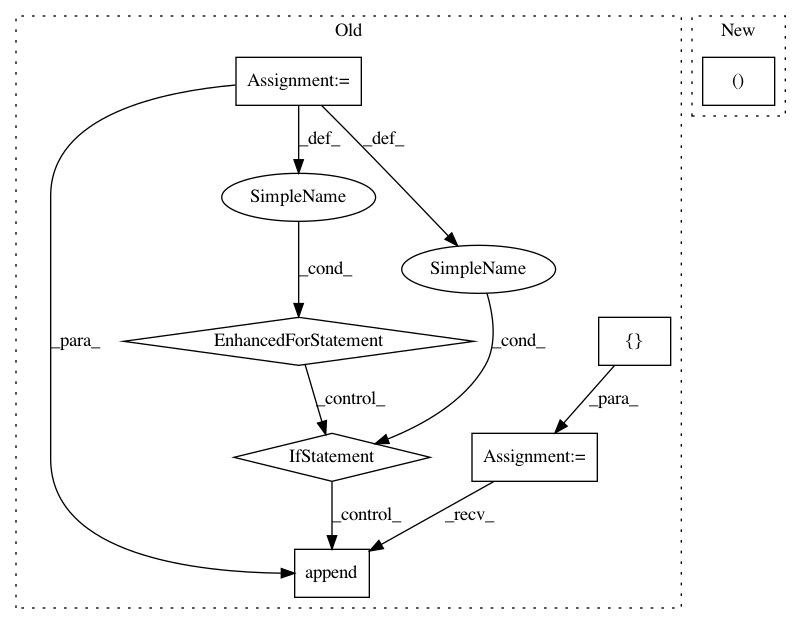 Old
New
Assignment:=
()
_def_
_def_
SimpleName
SimpleName
_cond_
{}
_para_
EnhancedForStatement
_cond_
_control_
_para_
IfStatement
Assignment:=
_control_
_recv_
append